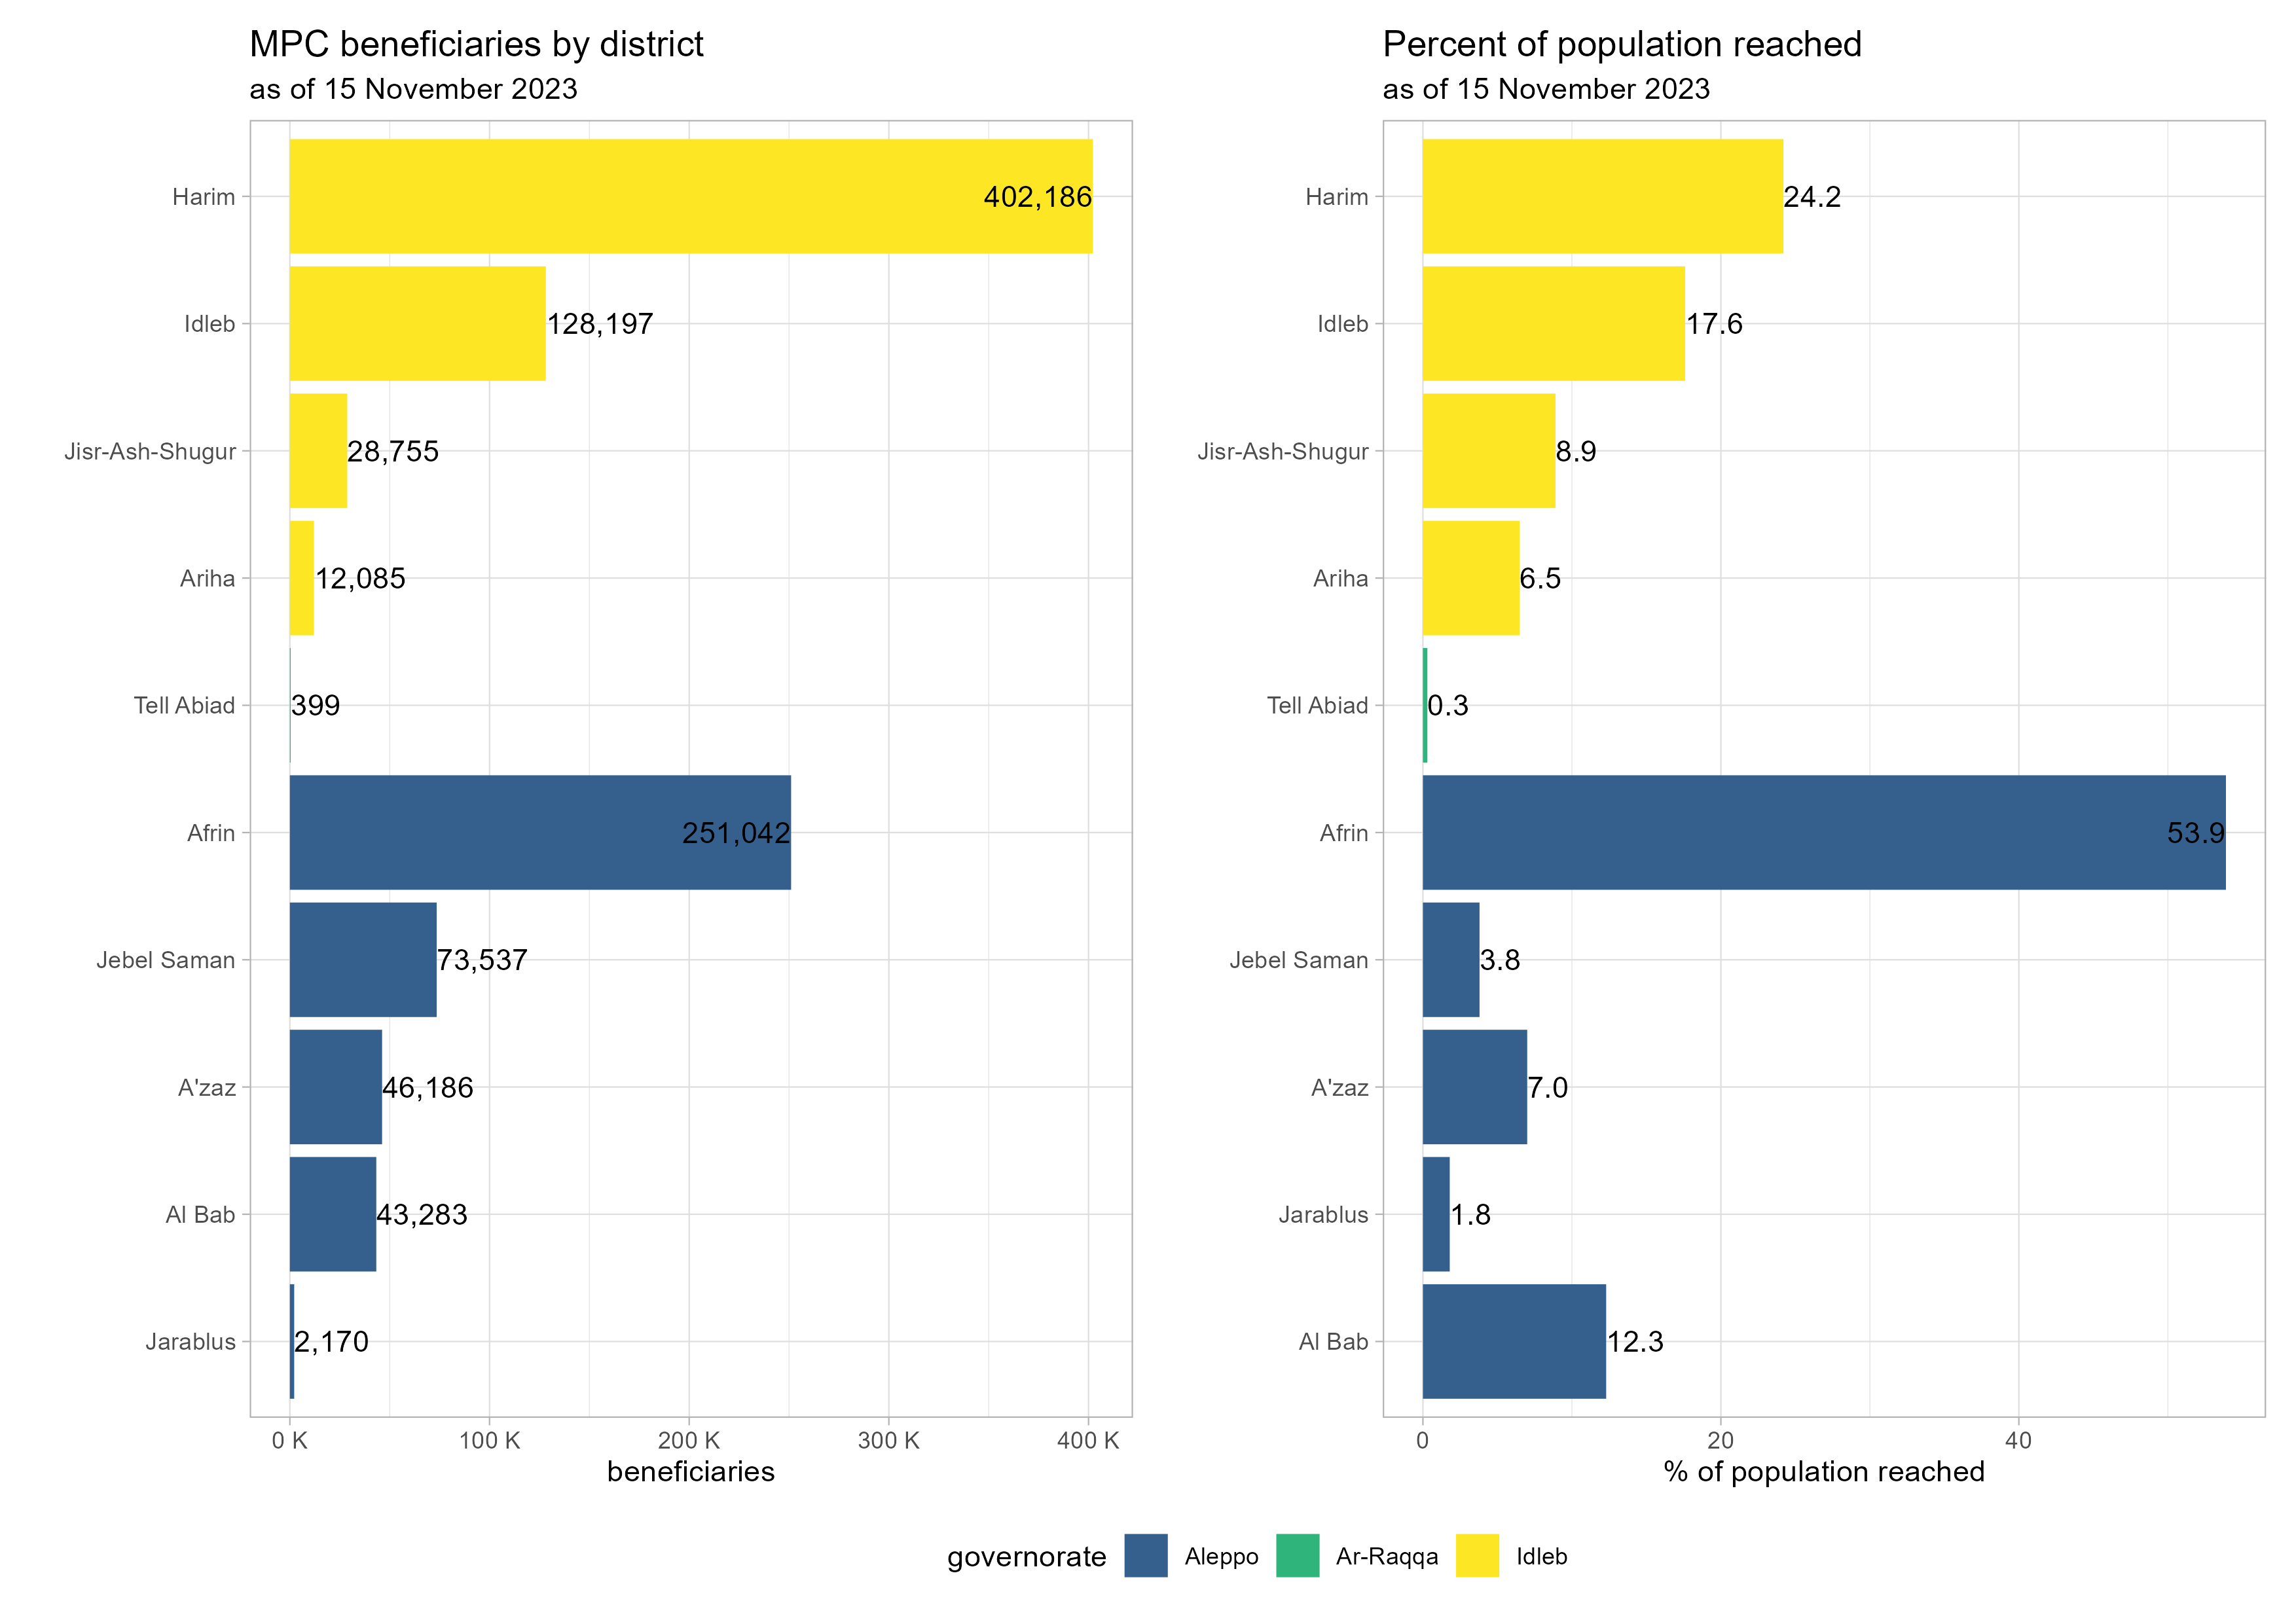 MPC beneficiaries by district
as of 15 November 2023
Harim 402,186
Idleb 128,197
Jisr-Ash-Shugur 28,755
Ariha 12,085
Tell Abiad 399
Afrin 251,042
Jebel Saman 73,537
A'zaz 46,186
Al Bab 43,283
Jarablus 2,170
0 K 100 K 200 K 300 K 400 K
beneficiaries
Percent of population reached
as of 15 November 2023
Harim 24.2
Idleb 17.6
Jisr-Ash-Shugur 8.9
Ariha 6.5
Tell Abiad 0.3
Afrin 53.9
Jebel Saman 3.8
A'zaz 7.0
Jarablus 1.8
Al Bab 12.3
0 20 40
% of population reached
governorate Aleppo Ar-Raqqa Idleb